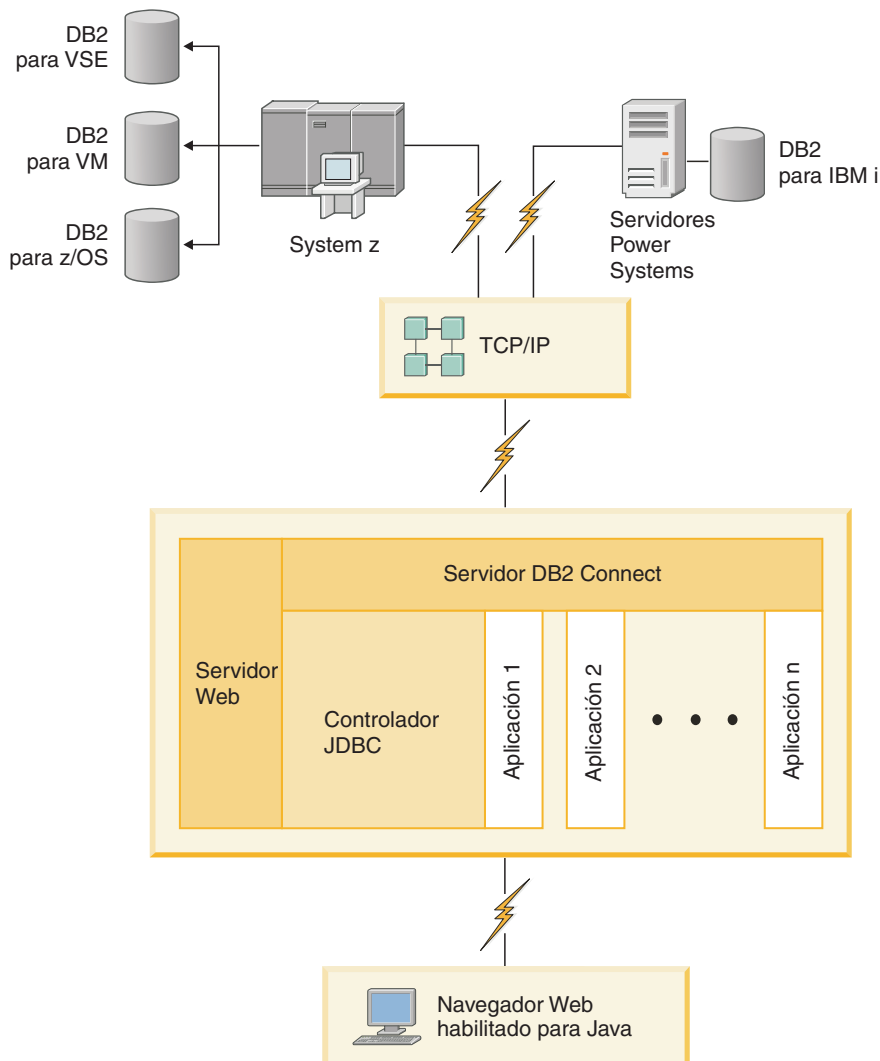 DB2
para VSE
DB2
para VM
DB2
para z/OS
System z
Servidores
Power
Systems
DB2
para IBM i
TCP/IP
Servidor DB2 Connect
Servidor
Web
Controlador
JDBC
Aplicación 1
Aplicación 2
Aplicación n
Navegador Web
habilitado para Java